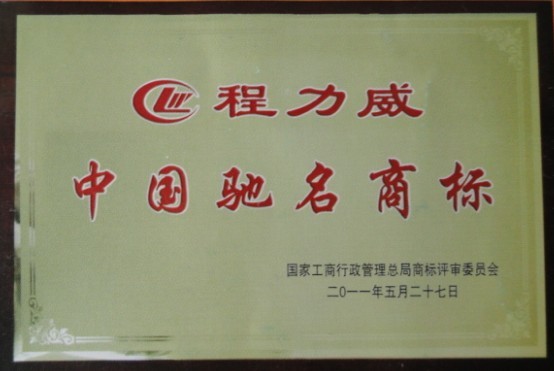 程力威
中国驰名商标
国家工商行政管理总局商标评审委员会
二〇一一年五月二十七日